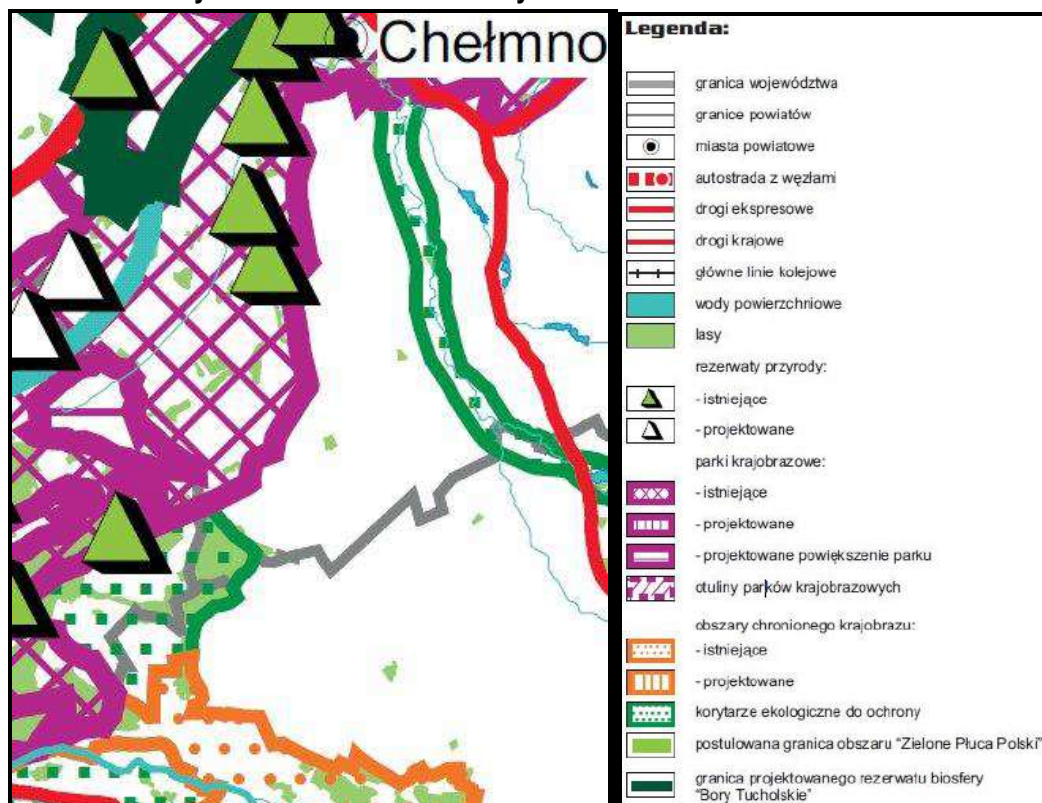 Chełmno
Legenda:
granica województwa
granice powiatów
miasta powiatowe
autostrada z węzłami
drogi ekspresowe
drogi krajowe
główne linie kolejowe
wody powierzchniowe
lasy
rezerwaty przyrody:
- istniejące
- projektowane
parki krajobrazowe:
- istniejące
- projektowane
- projektowane powiększenie parku
otuliny parków krajobrazowych
obszary chronionego krajobrazu:
- istniejące
- projektowane
korytarze ekologiczne do ochrony
postulowana granica obszaru "Zielone Płuca Polski"
granica projektowanego rezerwatu biosfery
"Bory Tucholskie"